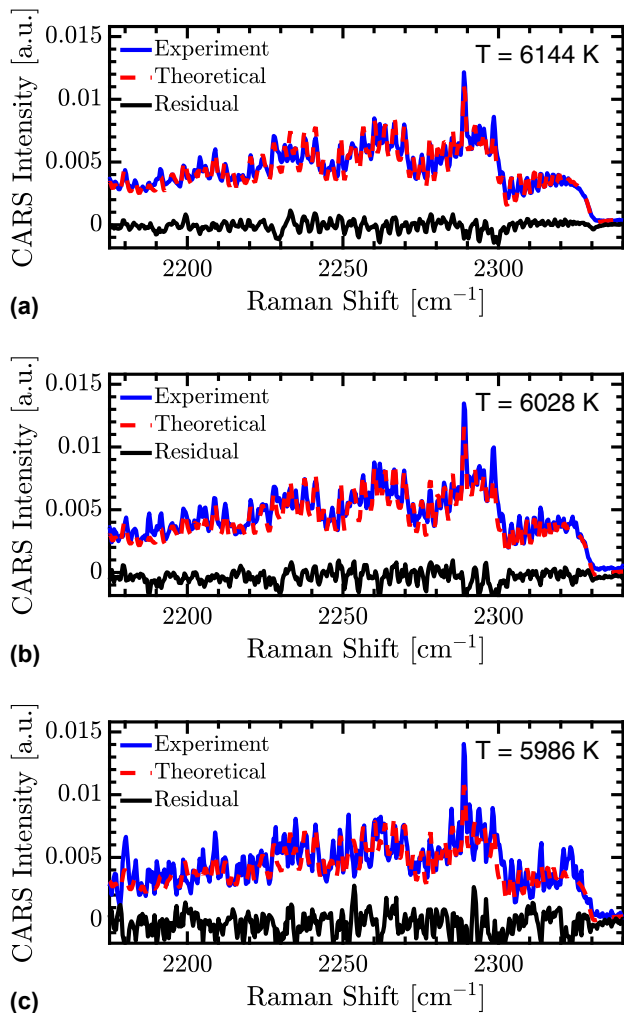 0.015
Experiment
T = 6144 K
Theoretical
0.01
Residual
0.005
0
CARS Intensity [a.u.]
2200 2250 2300
Raman Shift [cm⁻¹]
(a)
0.015
Experiment
T = 6028 K
Theoretical
0.01
Residual
0.005
0
CARS Intensity [a.u.]
2200 2250 2300
Raman Shift [cm⁻¹]
(b)
0.015
Experiment
T = 5986 K
Theoretical
0.01
Residual
0.005
0
CARS Intensity [a.u.]
2200 2250 2300
Raman Shift [cm⁻¹]
(c)